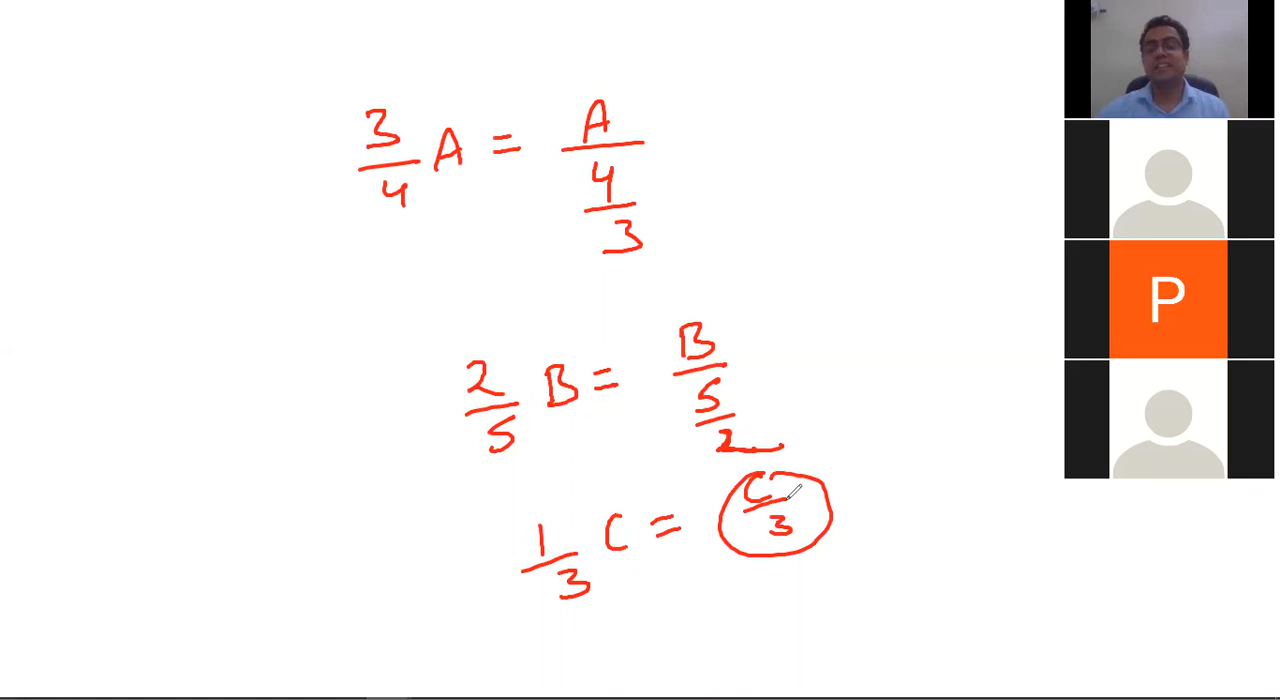 3/4 A = A/(4/3)
P
2/5 B = B/(5/2)
1/3 C = C/3